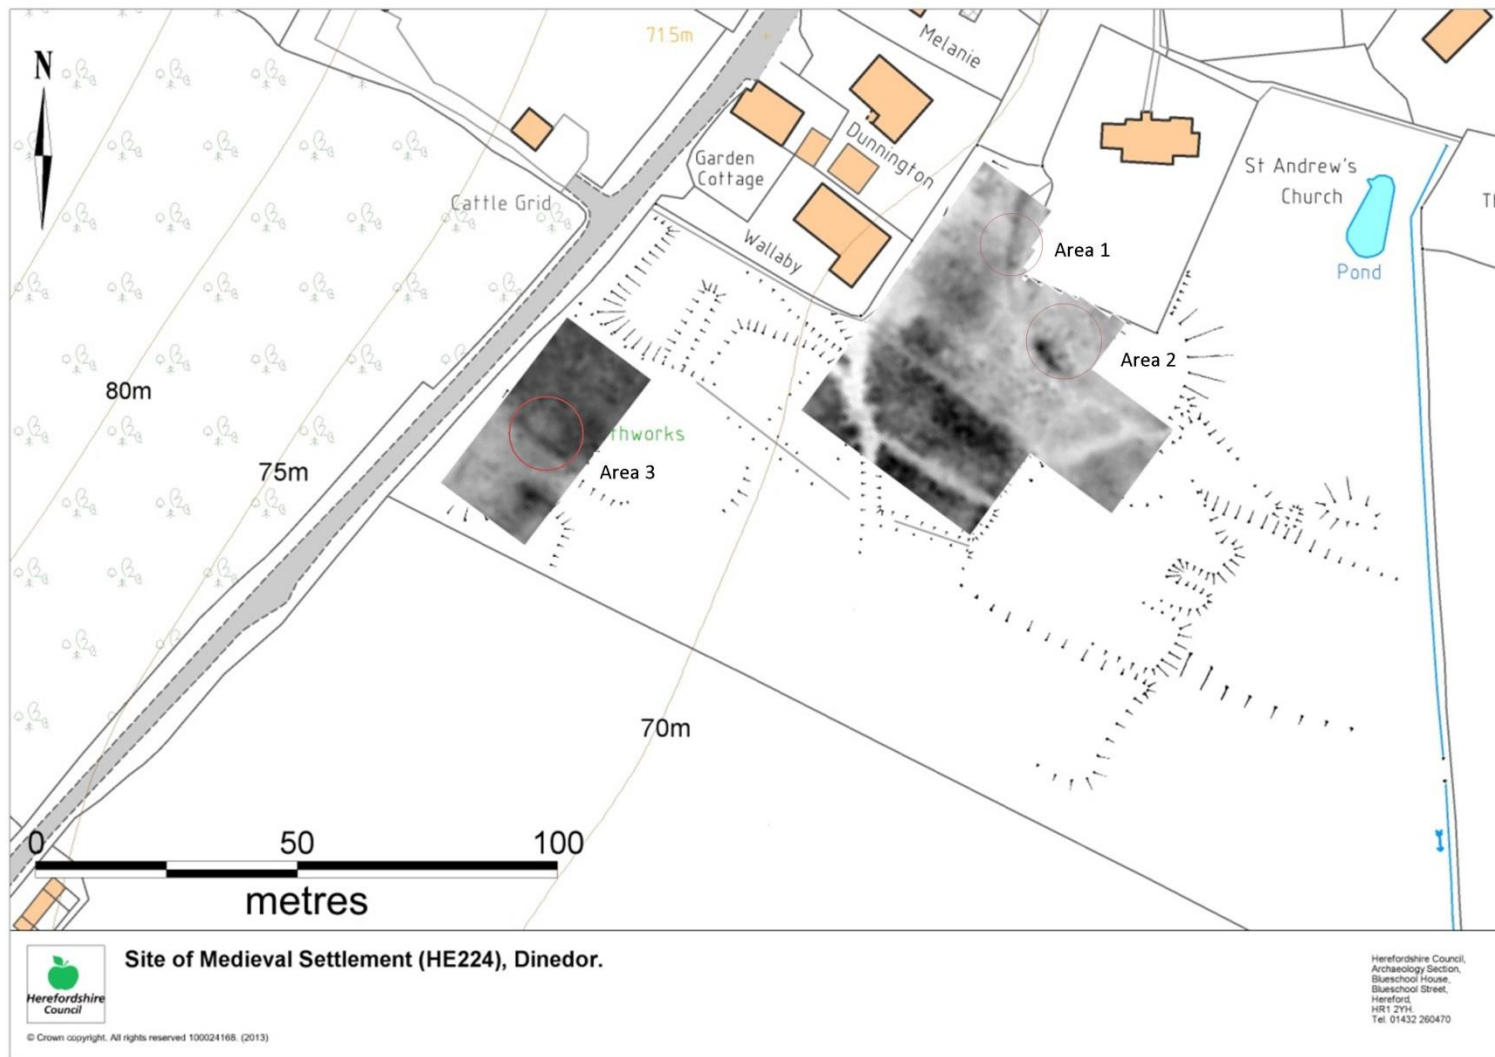 N
71.5m
Melanie
Dunnington
Garden
Cottage
Cattle Grid
Wallaby
St Andrew's
Church
Pond
Area 1
Area 2
80m
thworks
75m
Area 3
70m
0 50 100
metres
Site of Medieval Settlement (HE224), Dinedor.
Herefordshire
Council
© Crown copyright. All rights reserved 100024168. (2013)
Herefordshire Council,
Archaeology Section,
Blueschool House,
Blueschool Street,
Hereford,
HR1 2YH.
Tel. 01432 260470